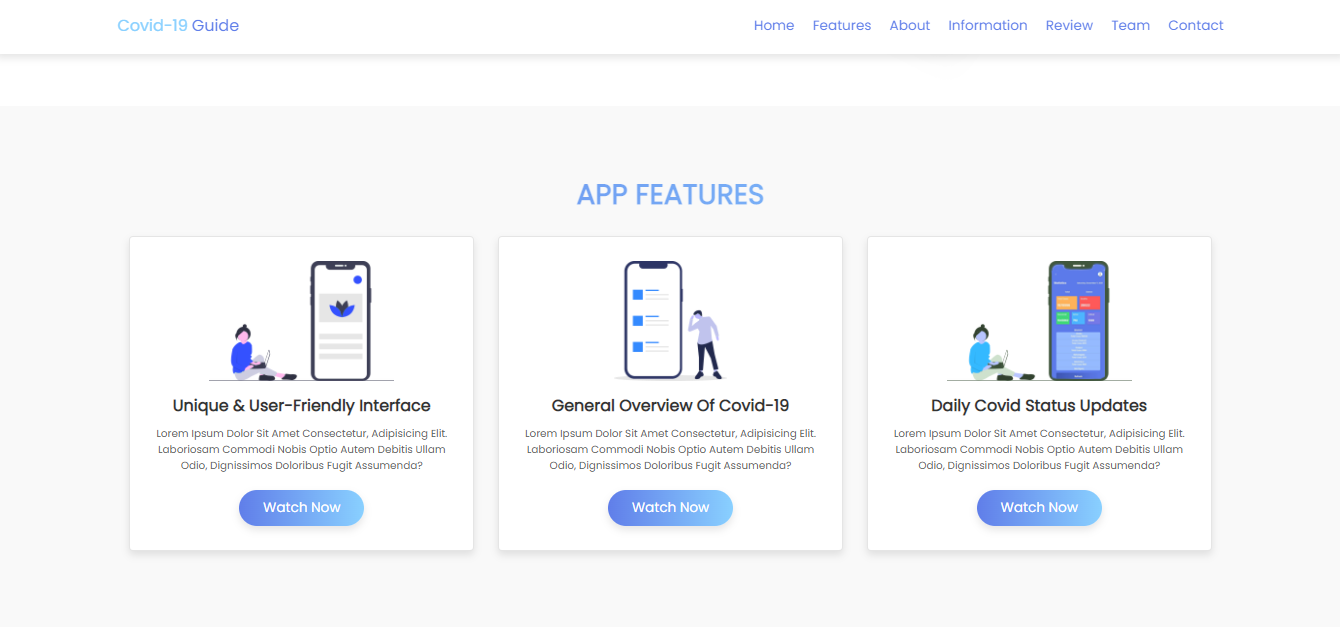 Covid-19 Guide
Home Features About Information Review Team Contact
APP FEATURES
Unique & User-Friendly Interface
Lorem Ipsum Dolor Sit Amet Consectetur, Adipisicing Elit.
Laboriosam Commodi Nobis Optio Autem Debitis Ullam
Odio, Dignissimos Doloribus Fugit Assumenda?
Watch Now
General Overview Of Covid-19
Lorem Ipsum Dolor Sit Amet Consectetur, Adipisicing Elit.
Laboriosam Commodi Nobis Optio Autem Debitis Ullam
Odio, Dignissimos Doloribus Fugit Assumenda?
Watch Now
Daily Covid Status Updates
Lorem Ipsum Dolor Sit Amet Consectetur, Adipisicing Elit.
Laboriosam Commodi Nobis Optio Autem Debitis Ullam
Odio, Dignissimos Doloribus Fugit Assumenda?
Watch Now